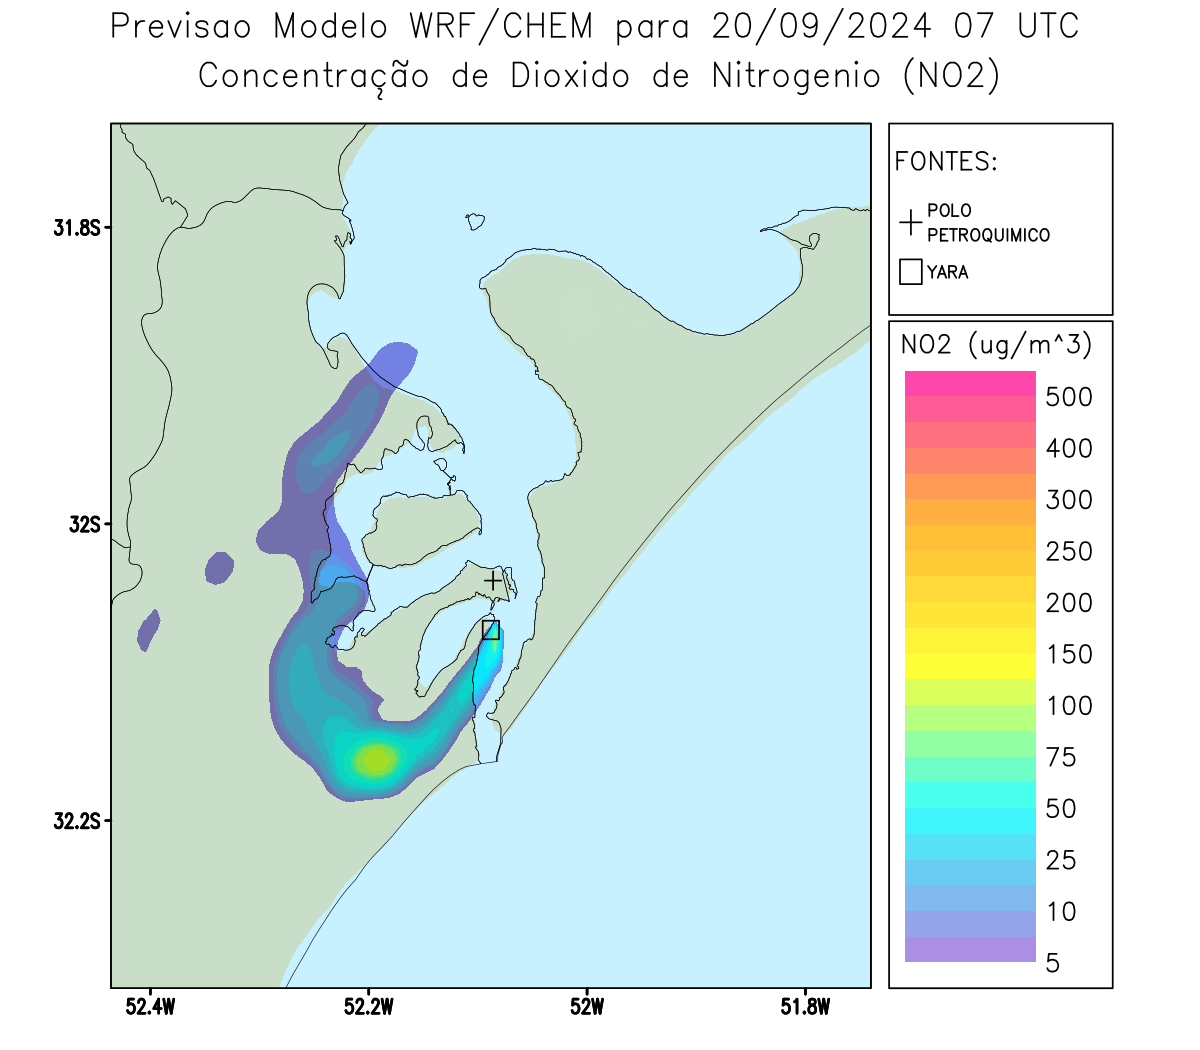 Previsao Modelo WRF/CHEM para 20/09/2024 07 UTC
Concentração de Dioxido de Nitrogenio (NO2)
FONTES:
POLO
PETROQUIMICO
YARA
NO2 (ug/m^3)
500
400
300
250
200
150
100
75
50
25
10
5
31.8S
32S
32.2S
52.4W
52.2W
52W
51.8W